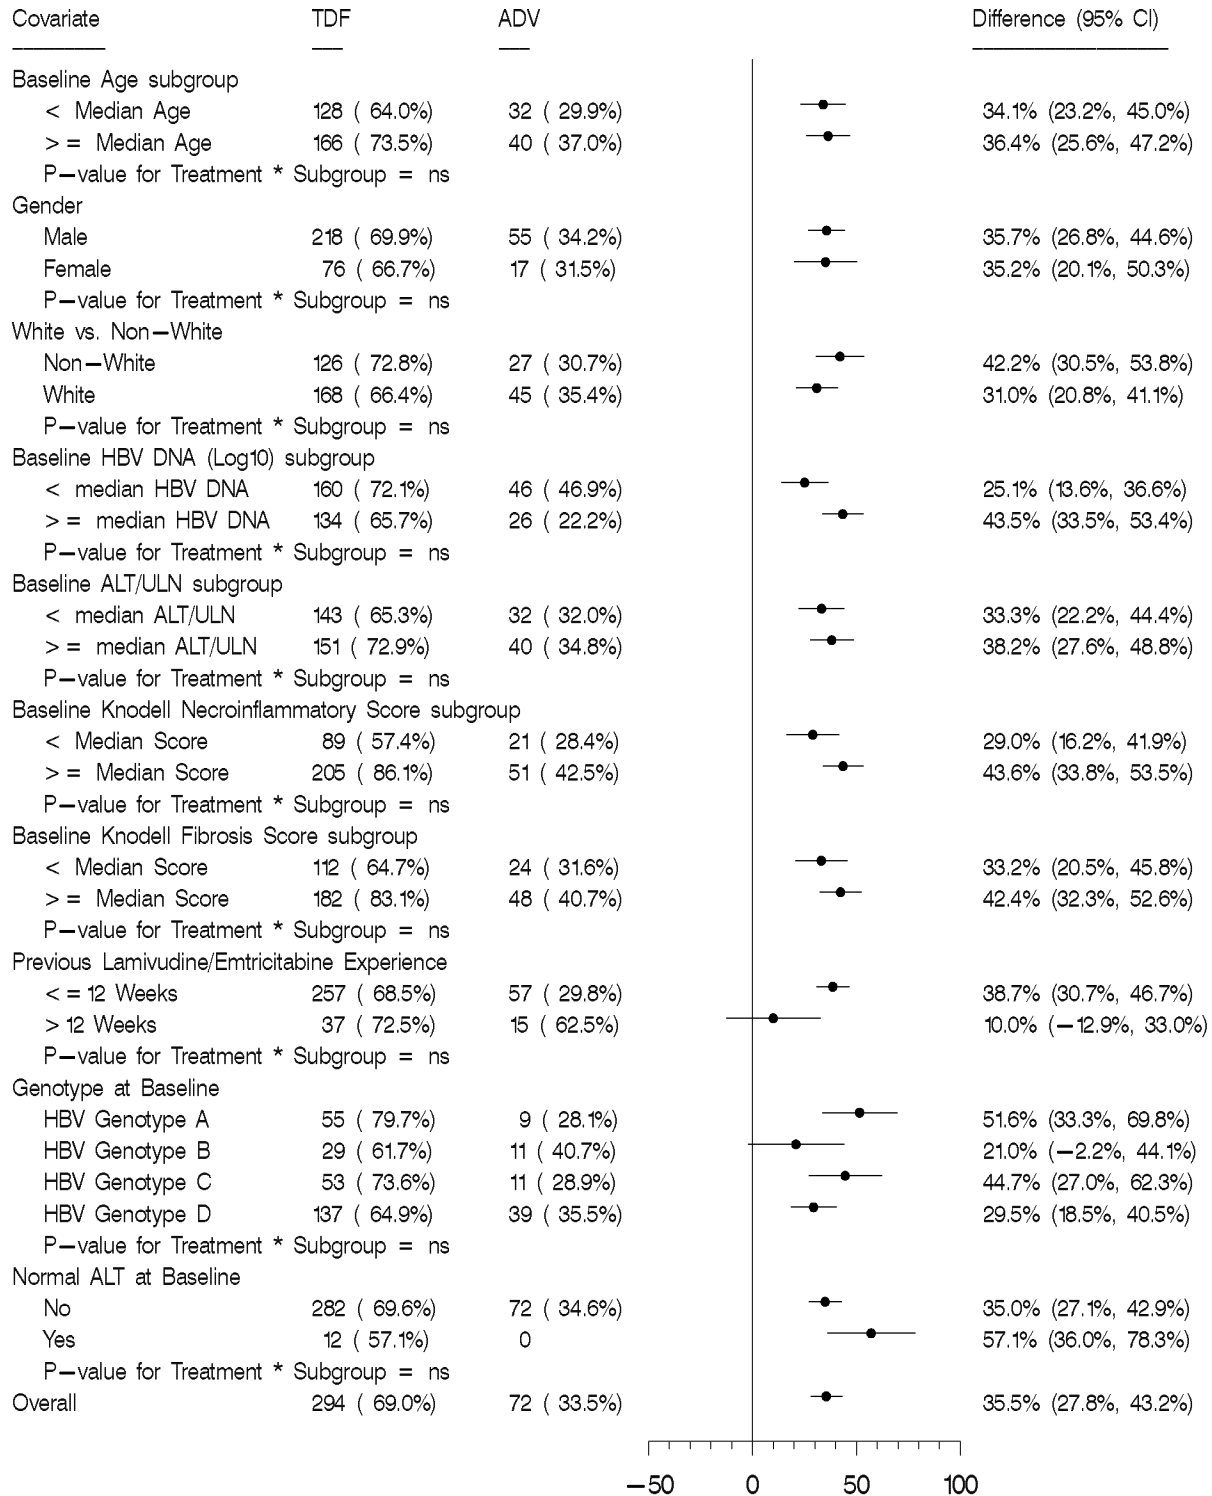 Covariate TDF ADV Difference (95% CI)
Baseline Age subgroup
< Median Age 128 ( 64.0%) 32 ( 29.9%) 34.1% (23.2%, 45.0%)
>= Median Age 166 ( 73.5%) 40 ( 37.0%) 36.4% (25.6%, 47.2%)
P-value for Treatment * Subgroup = ns
Gender
Male 218 ( 69.9%) 55 ( 34.2%) 35.7% (26.8%, 44.6%)
Female 76 ( 66.7%) 17 ( 31.5%) 35.2% (20.1%, 50.3%)
P-value for Treatment * Subgroup = ns
White vs. Non-White
Non-White 126 ( 72.8%) 27 ( 30.7%) 42.2% (30.5%, 53.8%)
White 168 ( 66.4%) 45 ( 35.4%) 31.0% (20.8%, 41.1%)
P-value for Treatment * Subgroup = ns
Baseline HBV DNA (Log10) subgroup
< median HBV DNA 160 ( 72.1%) 46 ( 46.9%) 25.1% (13.6%, 36.6%)
>= median HBV DNA 134 ( 65.7%) 26 ( 22.2%) 43.5% (33.5%, 53.4%)
P-value for Treatment * Subgroup = ns
Baseline ALT/ULN subgroup
< median ALT/ULN 143 ( 65.3%) 32 ( 32.0%) 33.3% (22.2%, 44.4%)
>= median ALT/ULN 151 ( 72.9%) 40 ( 34.8%) 38.2% (27.6%, 48.8%)
P-value for Treatment * Subgroup = ns
Baseline Knodell Necroinflammatory Score subgroup
< Median Score 89 ( 57.4%) 21 ( 28.4%) 29.0% (16.2%, 41.9%)
>= Median Score 205 ( 86.1%) 51 ( 42.5%) 43.6% (33.8%, 53.5%)
P-value for Treatment * Subgroup = ns
Baseline Knodell Fibrosis Score subgroup
< Median Score 112 ( 64.7%) 24 ( 31.6%) 33.2% (20.5%, 45.8%)
>= Median Score 182 ( 83.1%) 48 ( 40.7%) 42.4% (32.3%, 52.6%)
P-value for Treatment * Subgroup = ns
Previous Lamivudine/Emtricitabine Experience
<=12 Weeks 257 ( 68.5%) 57 ( 29.8%) 38.7% (30.7%, 46.7%)
>12 Weeks 37 ( 72.5%) 15 ( 62.5%) 10.0% (-12.9%, 33.0%)
P-value for Treatment * Subgroup = ns
Genotype at Baseline
HBV Genotype A 55 ( 79.7%) 9 ( 28.1%) 51.6% (33.3%, 69.8%)
HBV Genotype B 29 ( 61.7%) 11 ( 40.7%) 21.0% (-2.2%, 44.1%)
HBV Genotype C 53 ( 73.6%) 11 ( 28.9%) 44.7% (27.0%, 62.3%)
HBV Genotype D 137 ( 64.9%) 39 ( 35.5%) 29.5% (18.5%, 40.5%)
P-value for Treatment * Subgroup = ns
Normal ALT at Baseline
No 282 ( 69.6%) 72 ( 34.6%) 35.0% (27.1%, 42.9%)
Yes 12 ( 57.1%) 0 57.1% (36.0%, 78.3%)
P-value for Treatment * Subgroup = ns
Overall 294 ( 69.0%) 72 ( 33.5%) 35.5% (27.8%, 43.2%)
-50 0 50 100